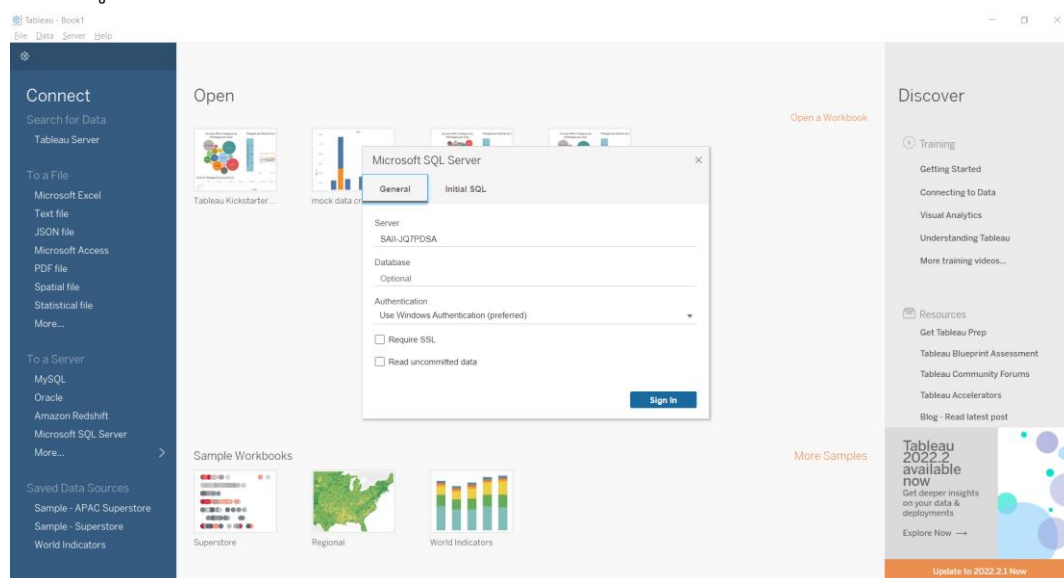 Tableau - Book1
File Data Server Help
Connect
Search for Data
Tableau Server
To a File
Microsoft Excel
Text file
JSON file
Microsoft Access
PDF file
Spatial file
Statistical file
More...
To a Server
MySQL
Oracle
Amazon Redshift
Microsoft SQL Server
More...
Saved Data Sources
Sample - APAC Superstore
Sample - Superstore
World Indicators
Open
Open a Workbook
Tableau Kickstarter...
mock data cr
Microsoft SQL Server
General
Initial SQL
Server
SAII-JQ7PDSA
Database
Optional
Authentication
Use Windows Authentication (preferred)
Require SSL
Read uncommitted data
Sign In
Sample Workbooks
More Samples
Superstore
Regional
World Indicators
Discover
Training
Getting Started
Connecting to Data
Visual Analytics
Understanding Tableau
More training videos...
Resources
Get Tableau Prep
Tableau Blueprint Assessment
Tableau Community Forums
Tableau Accelerators
Blog - Read latest post
Tableau
2022.2
available
now
Get deeper insights
on your data &
deployments
Explore Now →
Update to 2022.2.1 Now